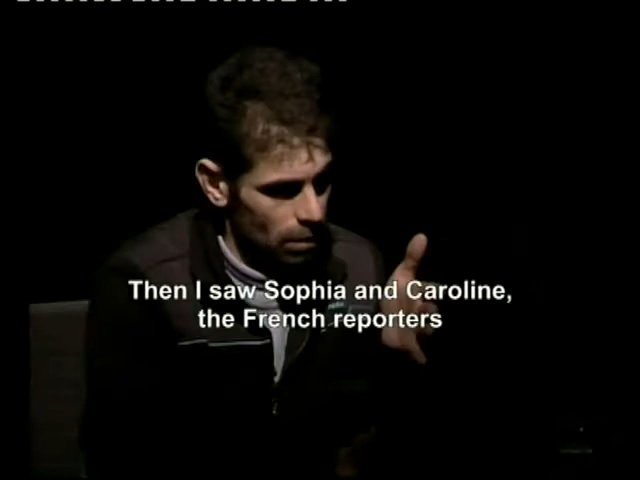 Then I saw Sophia and Caroline,
the French reporters